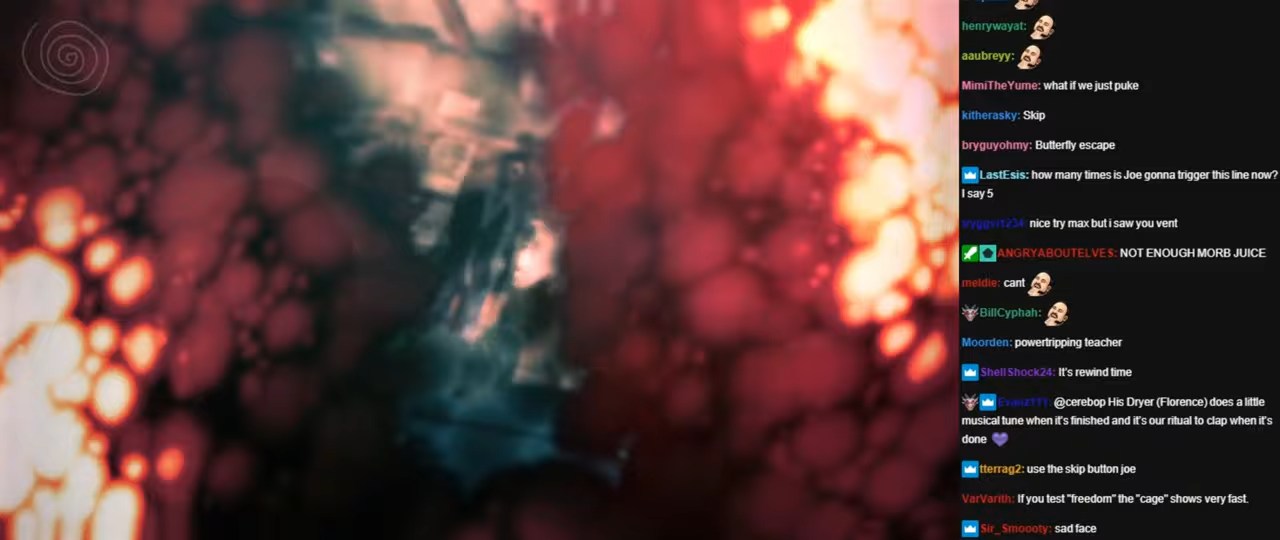 henrywayat:
aaubreyy:
MimiTheYume: what if we just puke
kitherasky: Skip
bryguyohmy: Butterfly escape
LastEsis: how many times is Joe gonna trigger this line now?
I say 5
nice try max but i saw you vent
ANGRYABOUTELVES: NOT ENOUGH MORB JUICE
meldie: cant
BillCyphah:
Moorden: powertripping teacher
ShellShock24: It's rewind time
@cerebop His Dryer (Florence) does a little
musical tune when it's finished and it's our ritual to clap when it's
done
tterrag2: use the skip button joe
VarVarith: If you test "freedom" the "cage" shows very fast.
Sir_Smoooty: sad face